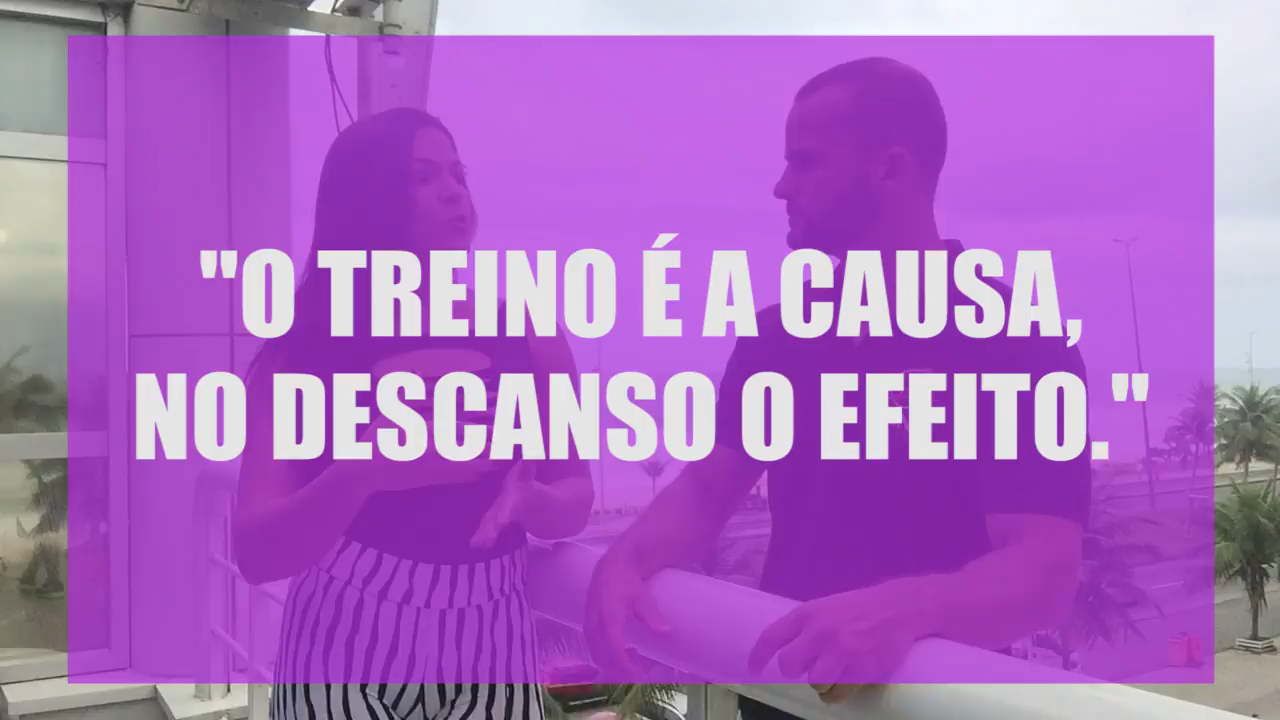 "O TREINO É A CAUSA,
NO DESCANSO O EFEITO."